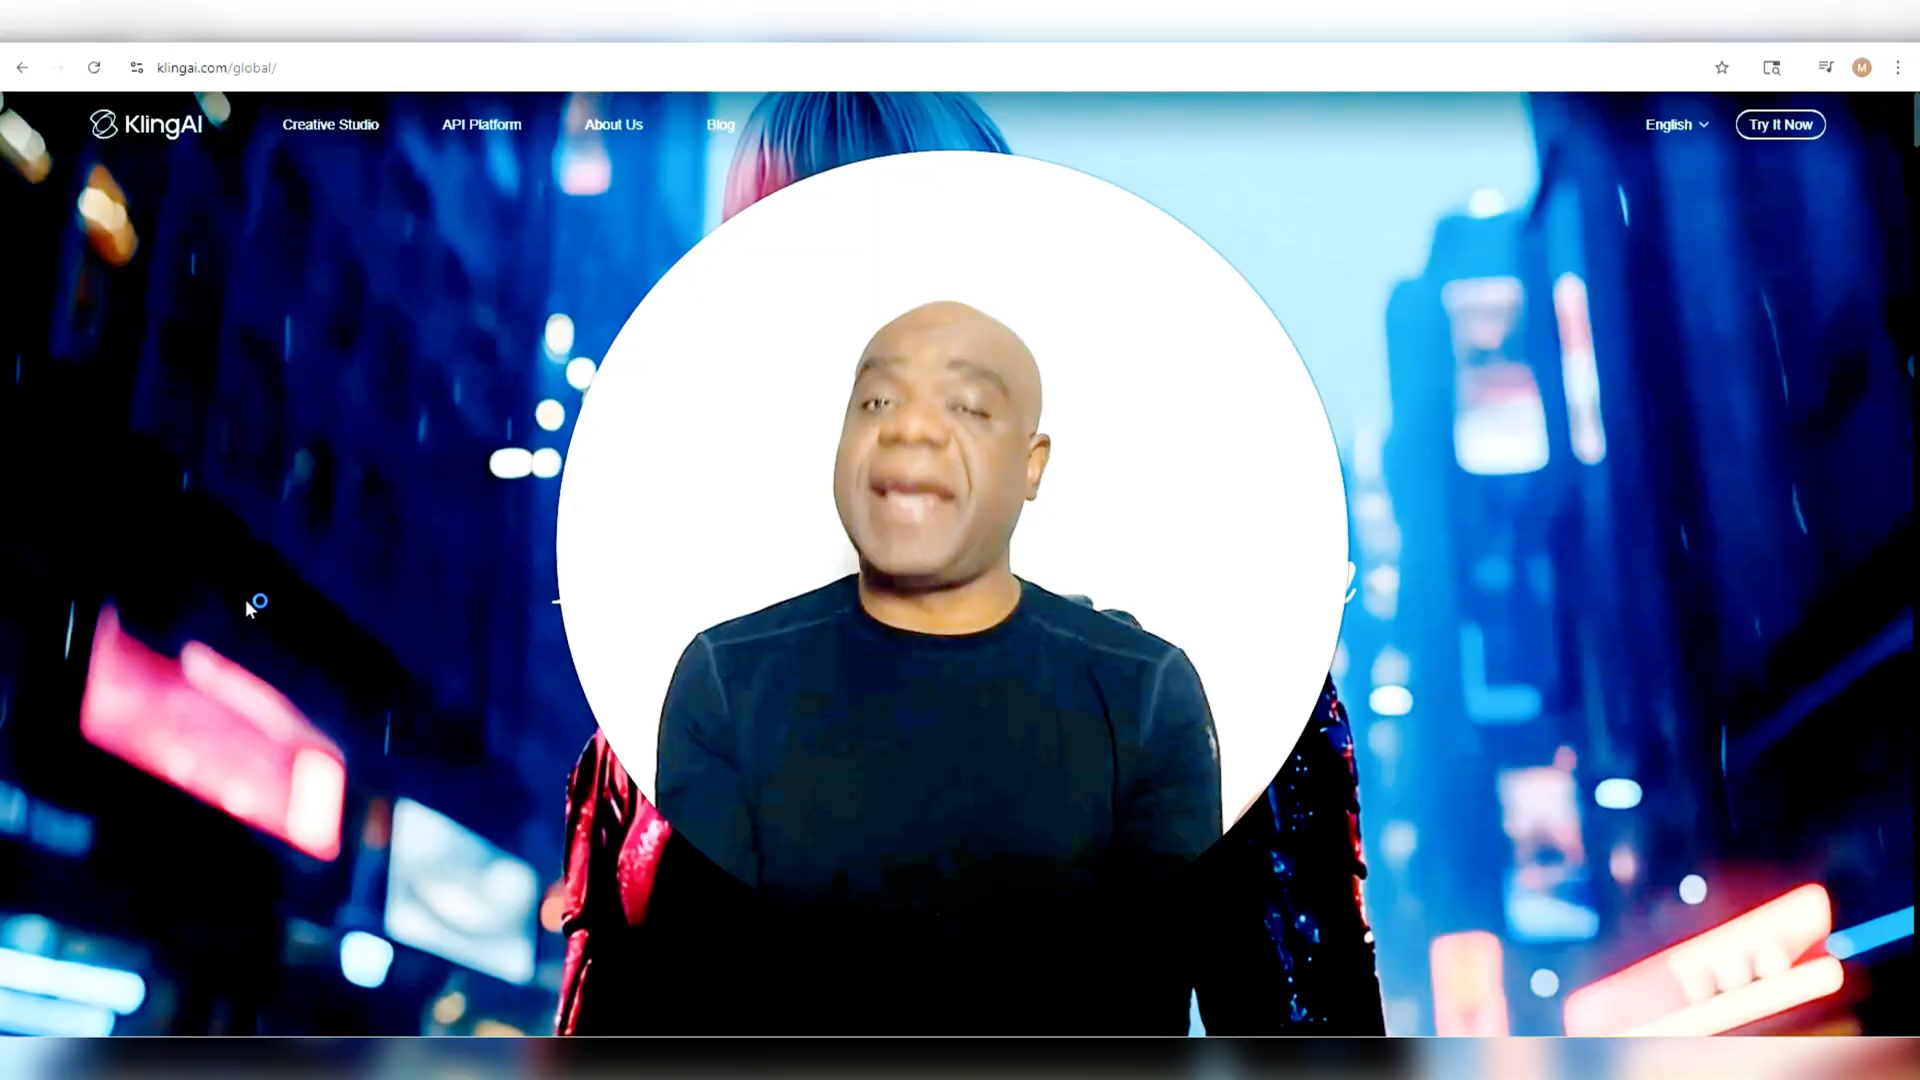 klingai.com/global/
M
KlingAI
Creative Studio
API Platform
About Us
Blog
English
Try It Now